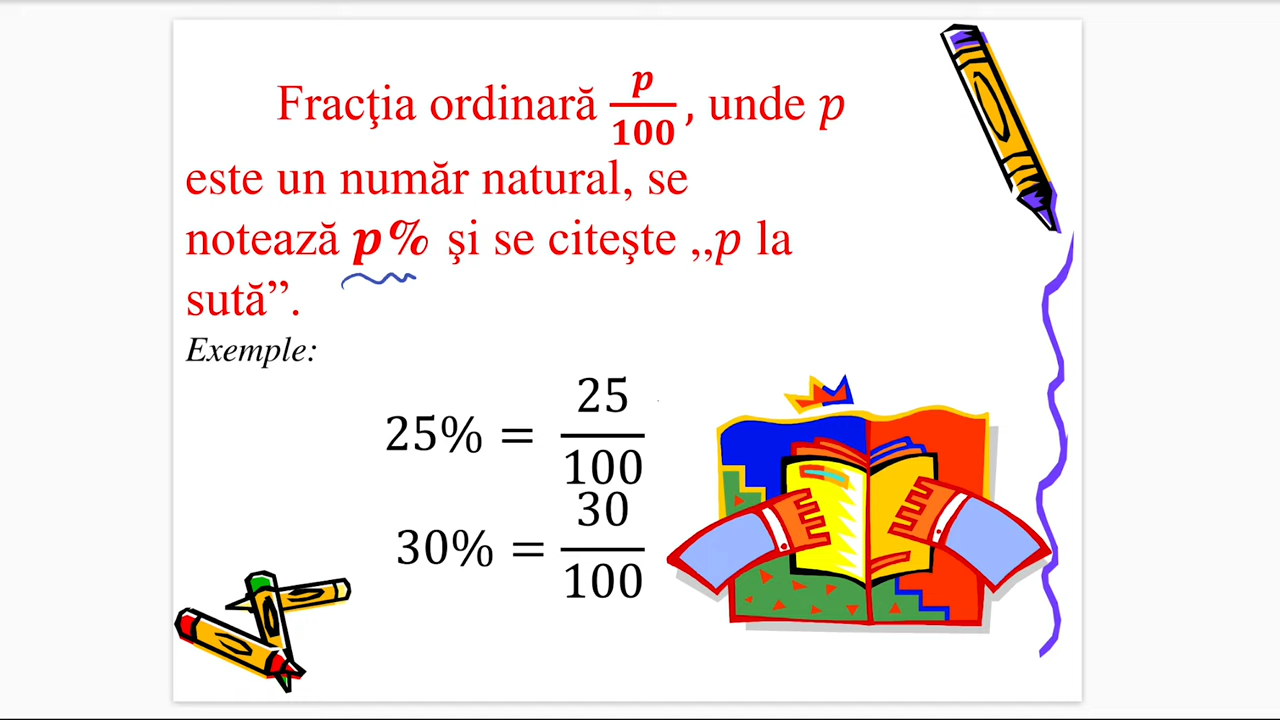 Fracţia ordinară p/100, unde p
este un număr natural, se
notează p% şi se citeşte ,,p la
sută”.
Exemple:
25% = 25/100
30% = 30/100